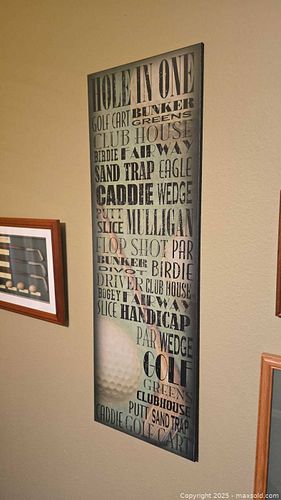 HOLE IN ONE
GOLF CART BUNKER
GREENS
CLUB HOUSE
BIRDIE FAIRWAY
SAND TRAP EAGLE
CADDIE WEDGE
PUTT
SLICE MULLIGAN
FLOP SHOT PAR
BUNKER
DIVOT BIRDIE
DRIVER CLUB HOUSE
BOGEY FAIRWAY
SLICE HANDICAP
PAR WEDGE
GOLF
GREENS
CLUBHOUSE
PUTT SAND TRAP
CADDIE GOLF CART
Copyright © 2025 - maxsold.com